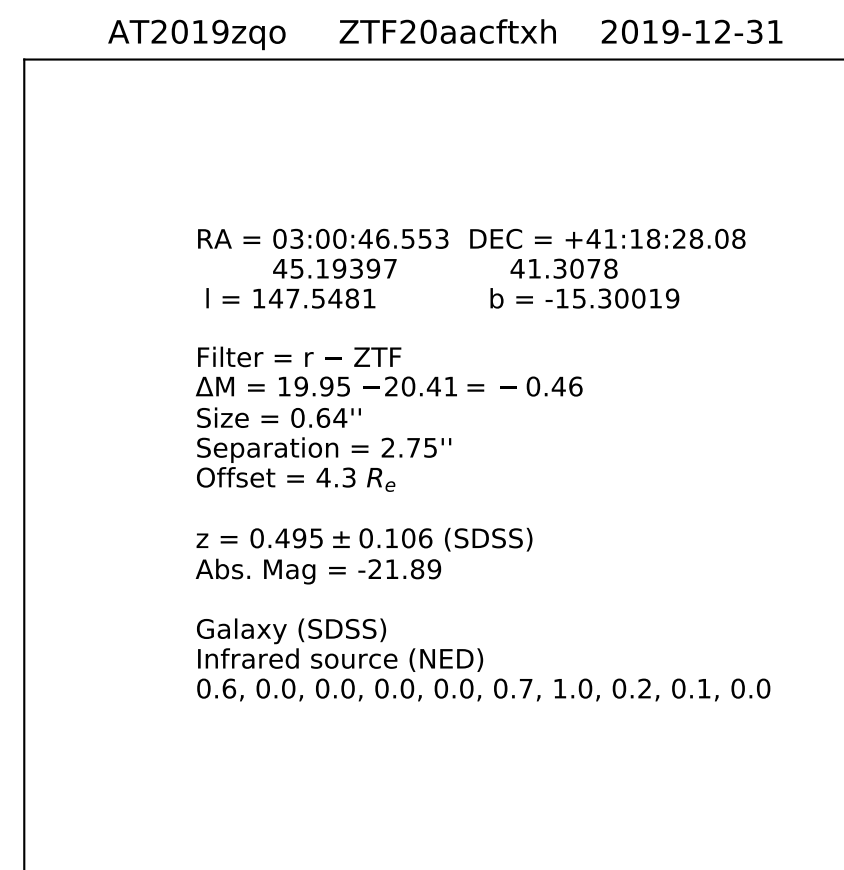 AT2019zqo ZTF20aacftxh 2019-12-31
RA = 03:00:46.553 DEC = +41:18:28.08
45.19397 41.3078
l = 147.5481 b = -15.30019
Filter = r − ZTF
ΔM = 19.95 −20.41 = − 0.46
Size = 0.64''
Separation = 2.75''
Offset = 4.3 Rₑ
z = 0.495 ± 0.106 (SDSS)
Abs. Mag = -21.89
Galaxy (SDSS)
Infrared source (NED)
0.6, 0.0, 0.0, 0.0, 0.0, 0.7, 1.0, 0.2, 0.1, 0.0